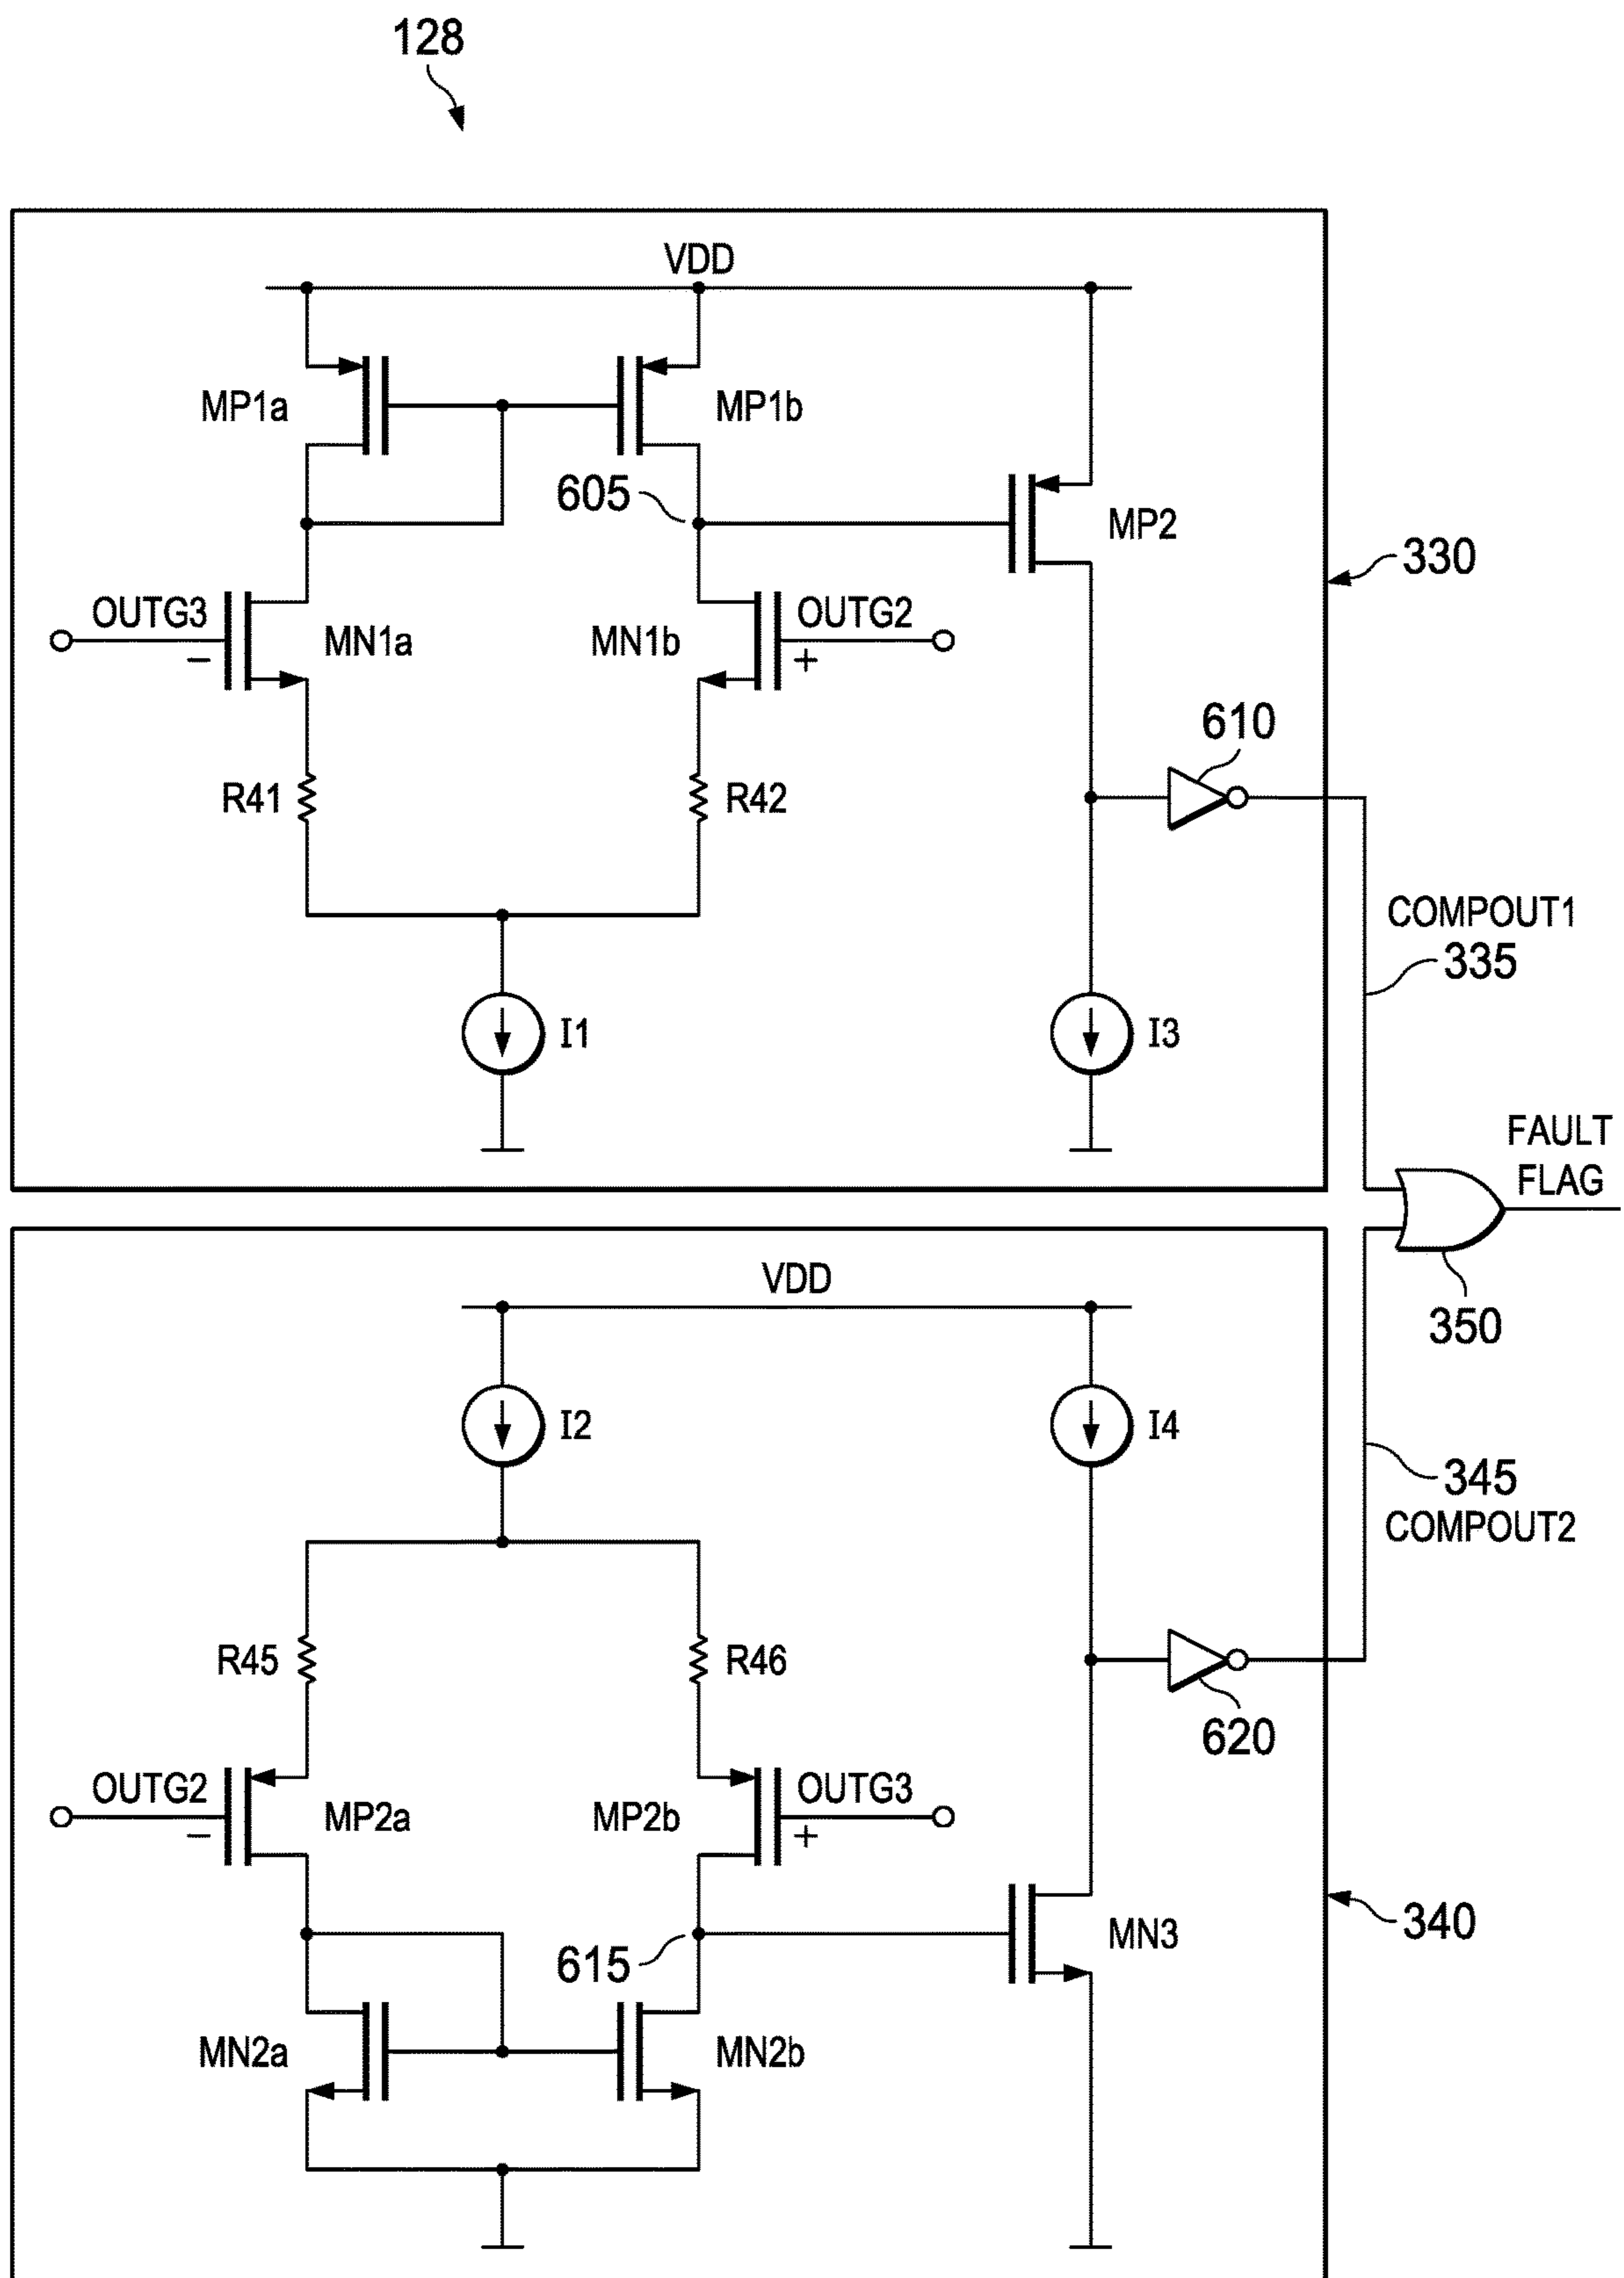 128
VDD
MP1a
MP1b
605
MP2
330
OUTG3
MN1a
MN1b
OUTG2
−
+
610
R41
R42
COMPOUT1
335
I1
I3
FAULT
FLAG
VDD
350
I2
I4
345
COMPOUT2
R45
R46
620
OUTG2
MP2a
MP2b
OUTG3
−
+
340
615
MN3
MN2a
MN2b